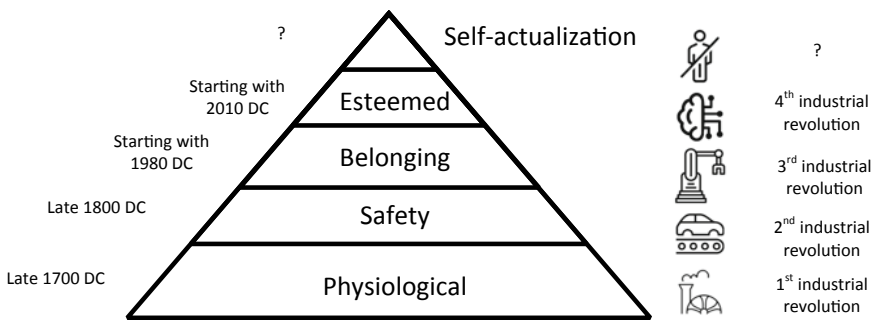 ?
Self-actualization
?
Starting with
2010 DC
Esteemed
4th industrial
revolution
Starting with
1980 DC
Belonging
3rd industrial
revolution
Late 1800 DC
Safety
2nd industrial
revolution
Late 1700 DC
Physiological
1st industrial
revolution